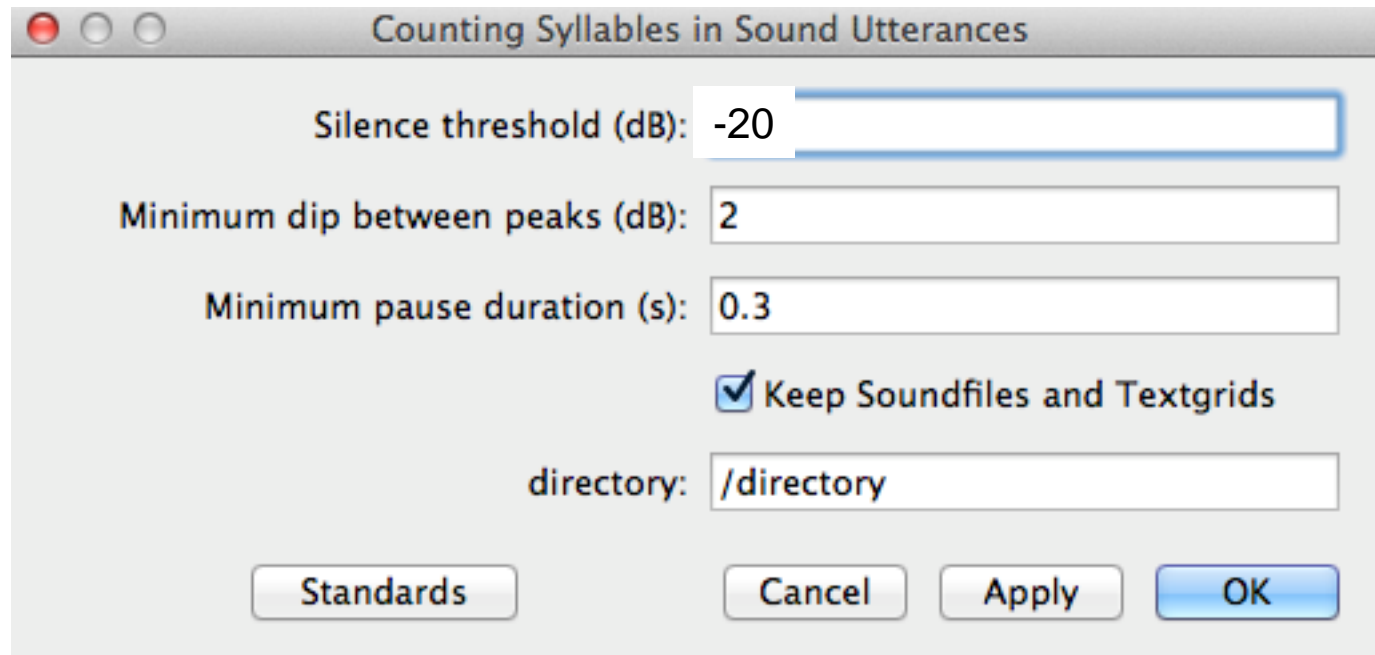 Counting Syllables in Sound Utterances
Silence threshold (dB): -20
Minimum dip between peaks (dB): 2
Minimum pause duration (s): 0.3
Keep Soundfiles and Textgrids
directory: /directory
Standards Cancel Apply OK